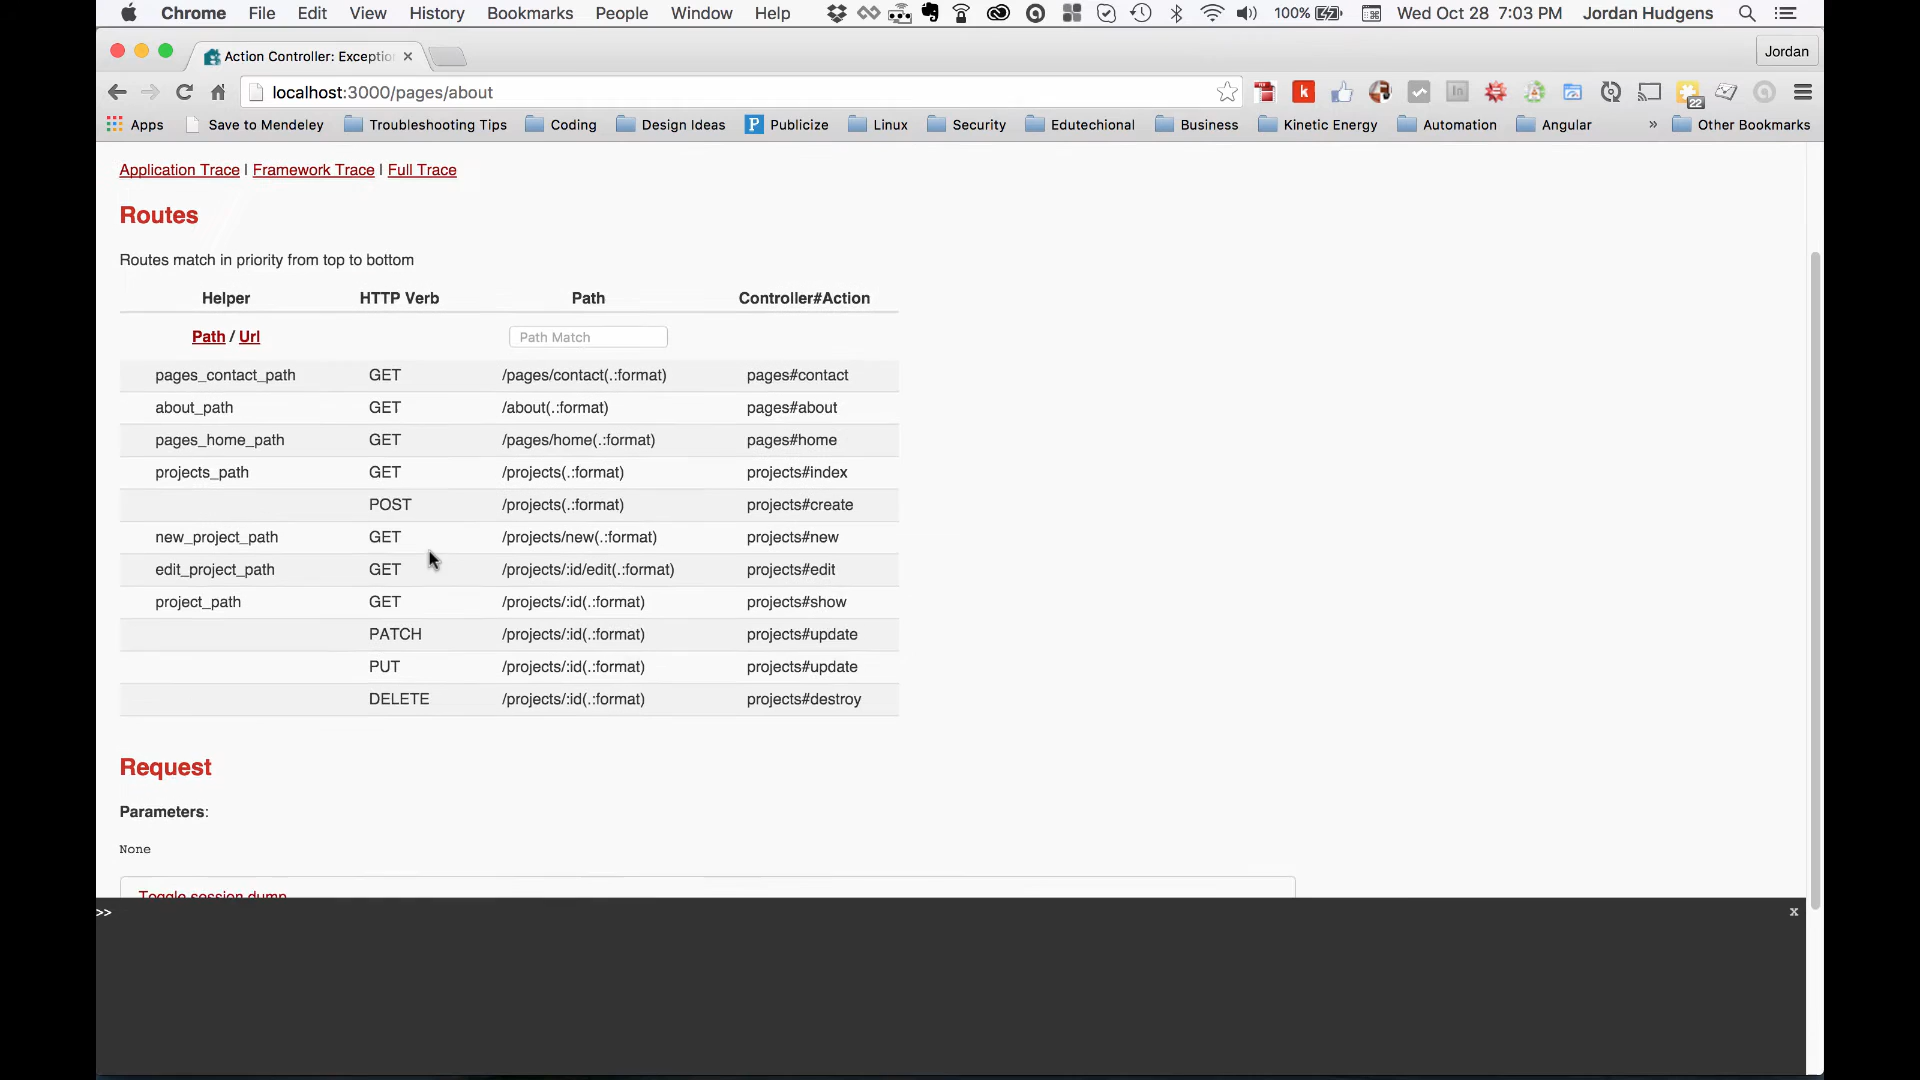 Chrome File Edit View History Bookmarks People Window Help 100% Wed Oct 28 7:03 PM Jordan Hudgens
Action Controller: Exceptio × Jordan
localhost:3000/pages/about 22
Apps Save to Mendeley Troubleshooting Tips Coding Design Ideas Publicize Linux Security Edutechional Business Kinetic Energy Automation Angular » Other Bookmarks
Application Trace | Framework Trace | Full Trace
Routes
Routes match in priority from top to bottom
Helper HTTP Verb Path Controller#Action
Path / Url Path Match
pages_contact_path GET /pages/contact(.:format) pages#contact
about_path GET /about(.:format) pages#about
pages_home_path GET /pages/home(.:format) pages#home
projects_path GET /projects(.:format) projects#index
POST /projects(.:format) projects#create
new_project_path GET /projects/new(.:format) projects#new
edit_project_path GET /projects/:id/edit(.:format) projects#edit
project_path GET /projects/:id(.:format) projects#show
PATCH /projects/:id(.:format) projects#update
PUT /projects/:id(.:format) projects#update
DELETE /projects/:id(.:format) projects#destroy
Request
Parameters:
None
Toggle session dump
>> x